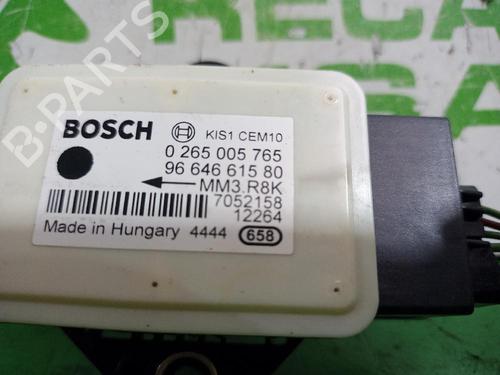 B-PARTS
BOSCH KIS1 CEM10
0 265 005 765
96 646 615 80
MM3.R8K
7052158
12264
Made in Hungary 4444 658